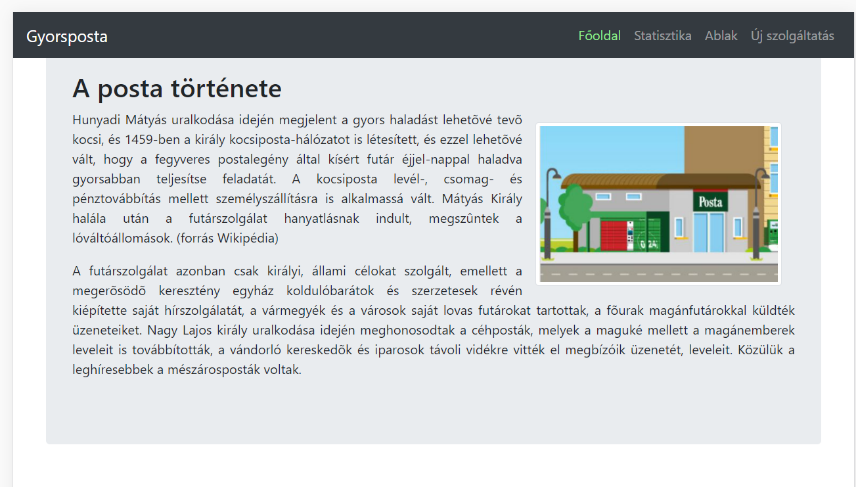 Gyorsposta
Főoldal Statisztika Ablak Új szolgáltatás
A posta története
Hunyadi Mátyás uralkodása idején megjelent a gyors haladást lehetővé tevő
kocsi, és 1459-ben a király kocsiposta-hálózatot is létesített, és ezzel lehetővé
vált, hogy a fegyveres postalegény által kísért futár éjjel-nappal haladva
gyorsabban teljesítse feladatát. A kocsiposta levél-, csomag- és
pénztovábbítás mellett személyszállításra is alkalmassá vált. Mátyás Király
halála után a futárszolgálat hanyatlásnak indult, megszűntek a
lóváltóállomások. (forrás Wikipédia)
Posta
0-24
A futárszolgálat azonban csak királyi, állami célokat szolgált, emellett a
megerősödő keresztény egyház koldulóbarátok és szerzetesek révén
kiépítette saját hírszolgálatát, a vármegyék és a városok saját lovas futárokat tartottak, a főurak magánfutárokkal küldték
üzeneteiket. Nagy Lajos király uralkodása idején meghonosodtak a céhposták, melyek a maguké mellett a magánemberek
leveleit is továbbították, a vándorló kereskedők és iparosok távoli vidékre vitték el megbízóik üzenetét, leveleit. Közülük a
leghíresebbek a mészárosposták voltak.